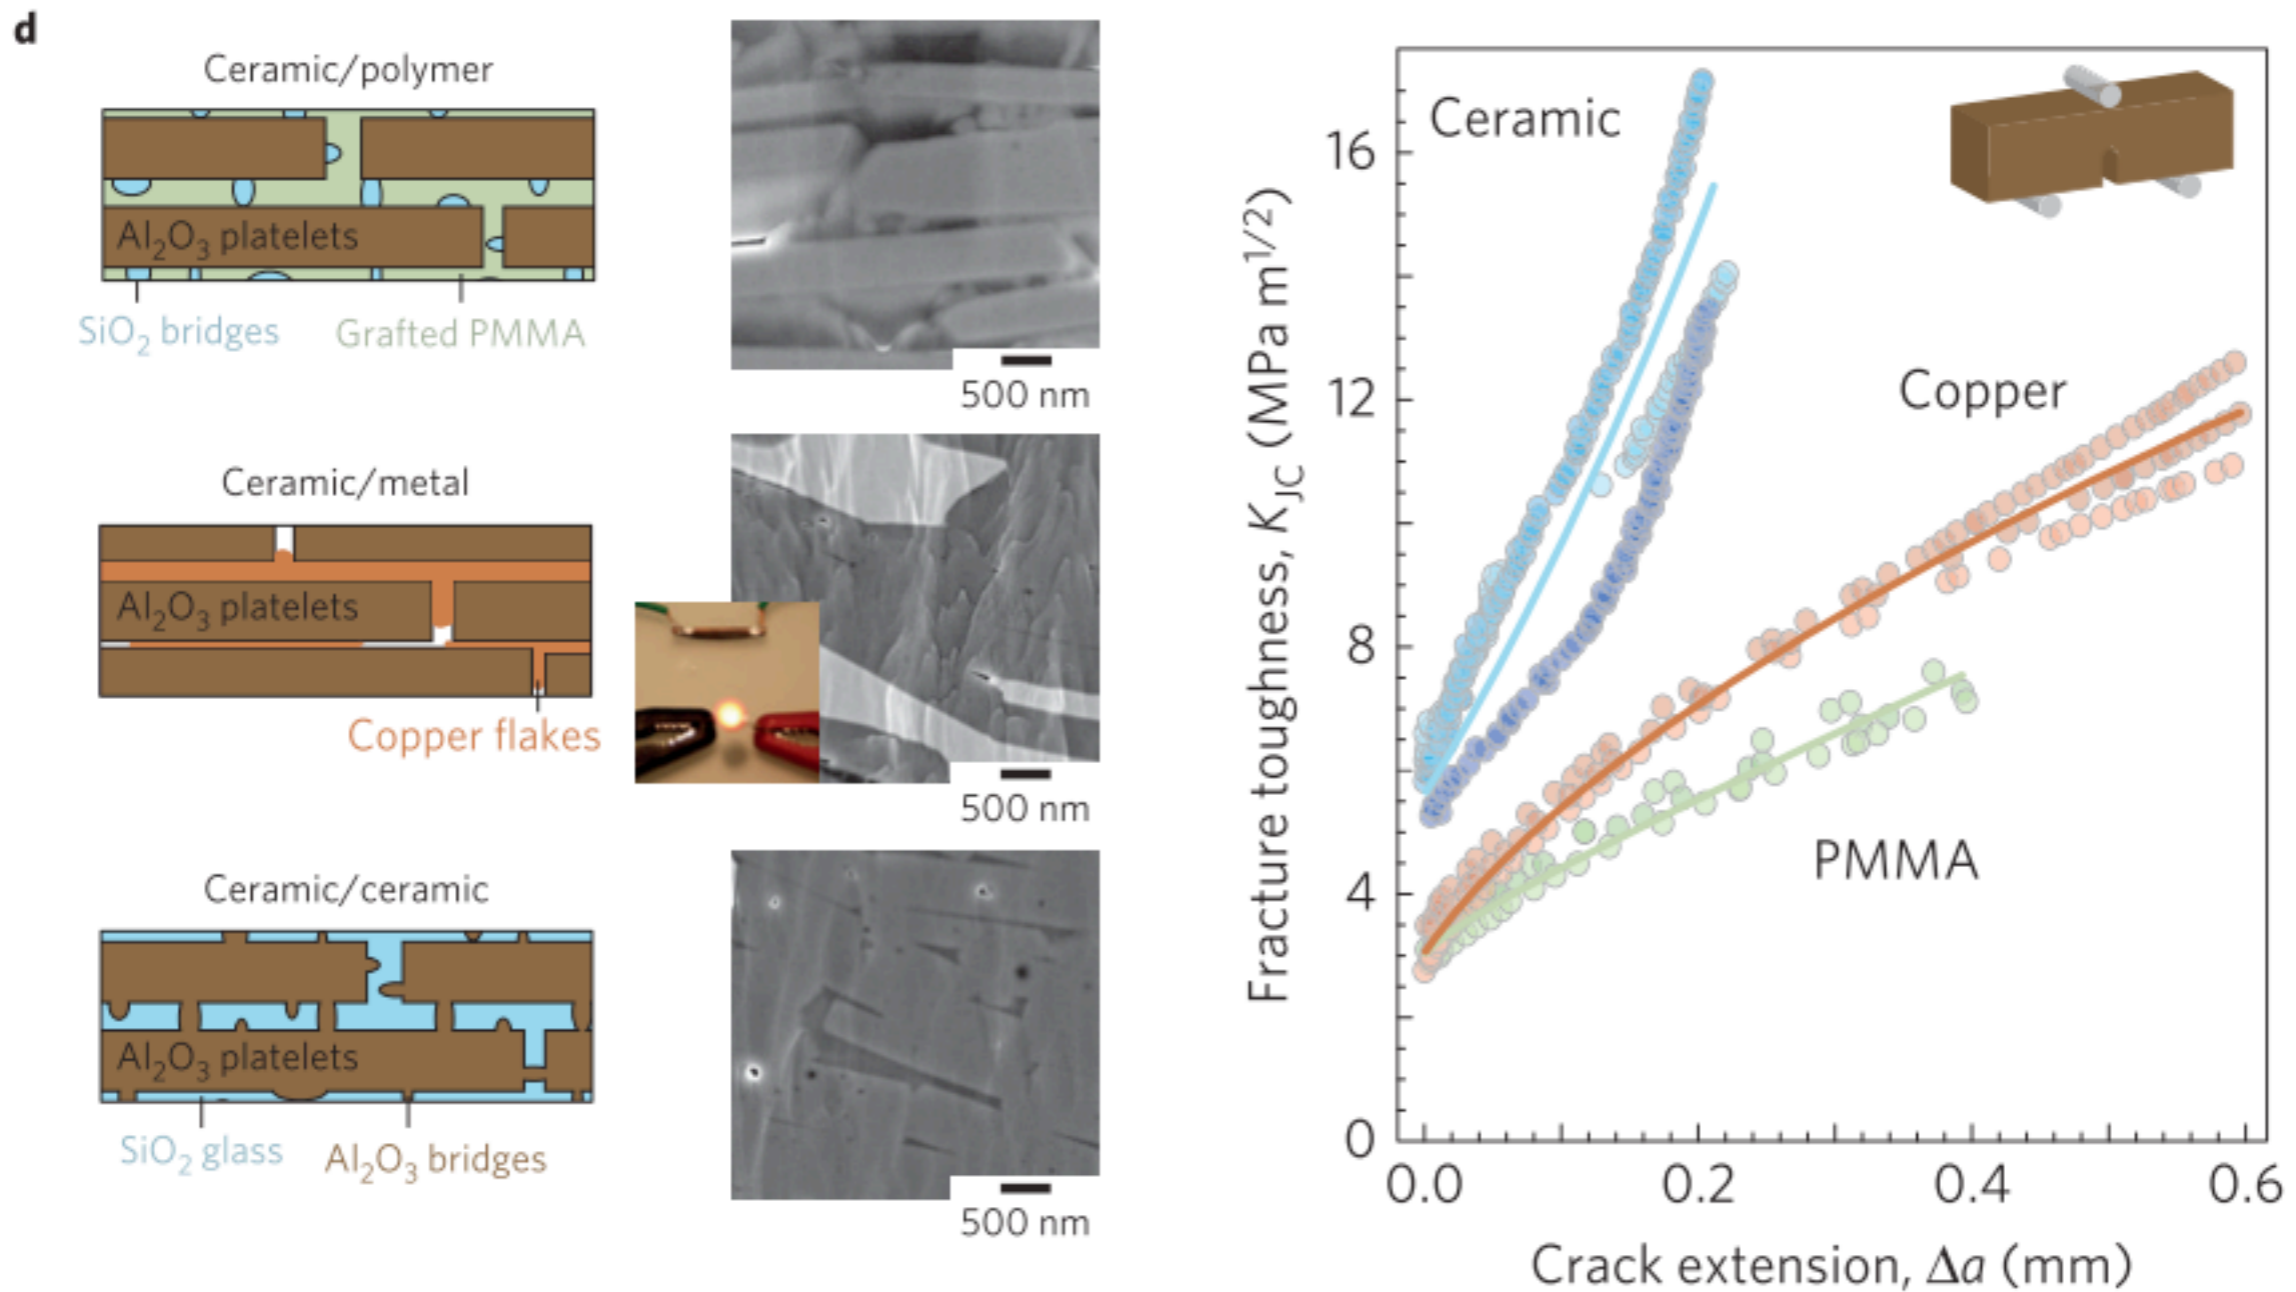 d
Ceramic/polymer
Al₂O₃ platelets
SiO₂ bridges
Grafted PMMA
500 nm
Ceramic/metal
Al₂O₃ platelets
Copper flakes
500 nm
Ceramic/ceramic
Al₂O₃ platelets
SiO₂ glass
Al₂O₃ bridges
500 nm
Fracture toughness, K_JC (MPa m^1/2)
16
12
8
4
0
Ceramic
Copper
PMMA
0.0 0.2 0.4 0.6
Crack extension, Δa (mm)